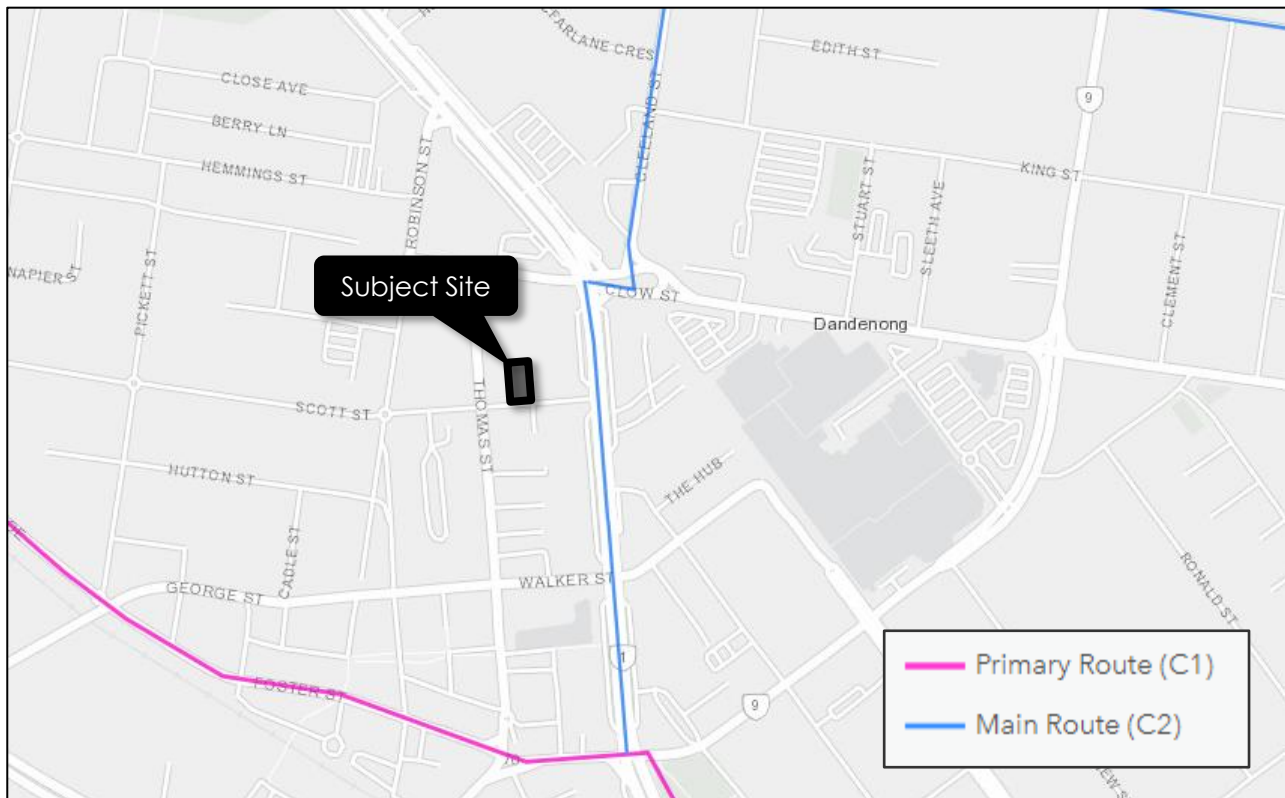 MCFARLANE CRES
EDITH ST
CLOSE AVE
CLEELAND ST
9
BERRY LN
ROBINSON ST
HEMMINGS ST
STUART ST
KING ST
SLEETH AVE
CLEMENT ST
NAPIER ST
PICKETT ST
Subject Site
CLOW ST
Dandenong
THOMAS ST
SCOTT ST
HUTTON ST
THE HUB
CADLE ST
WALKER ST
GEORGE ST
RONALD ST
1
FOSTER ST
9
Primary Route (C1)
Main Route (C2)